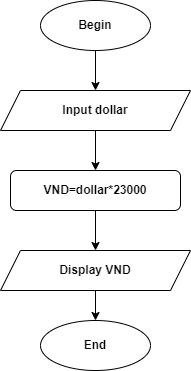 Begin
Input dollar
VND=dollar*23000
Display VND
End